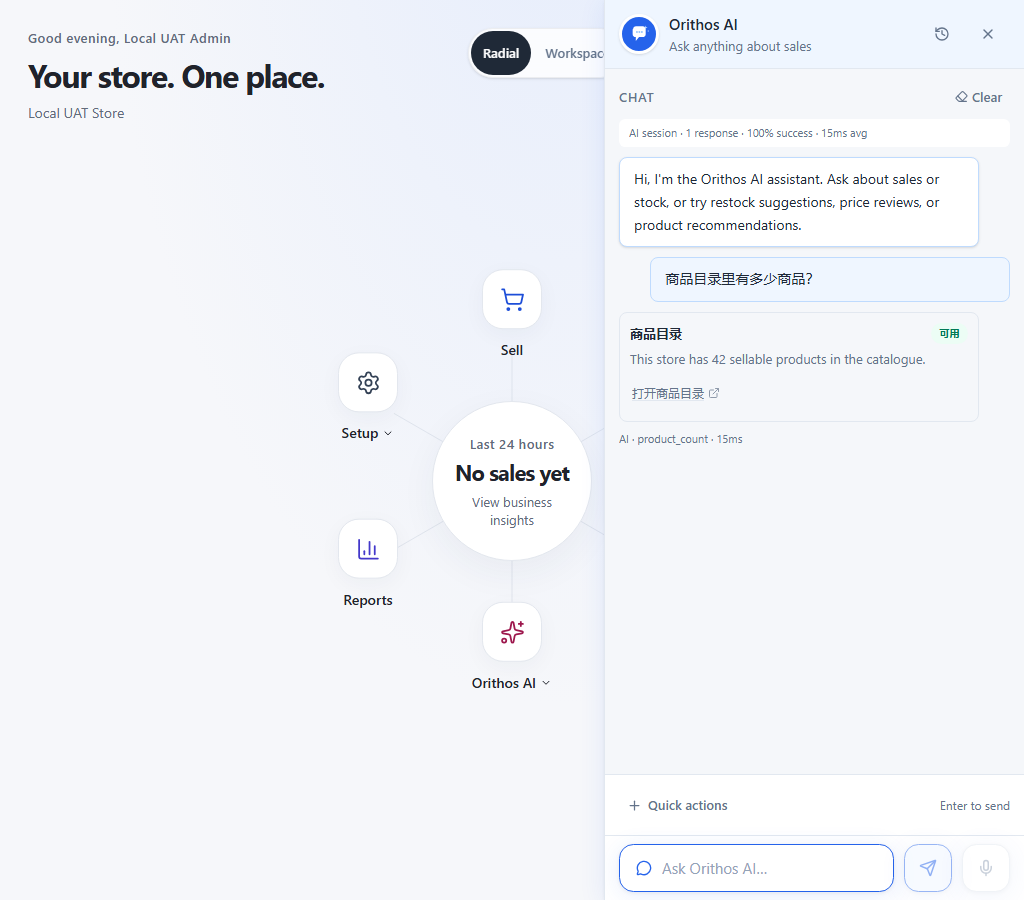 Good evening, Local UAT Admin
Your store. One place.
Local UAT Store
Radial
Workspac
Sell
Setup
Last 24 hours
No sales yet
View business
insights
Reports
Orithos AI
Orithos AI
Ask anything about sales
CHAT
Clear
AI session · 1 response · 100% success · 15ms avg
Hi, I'm the Orithos AI assistant. Ask about sales or
stock, or try restock suggestions, price reviews, or
product recommendations.
商品目录里有多少商品?
商品目录
可用
This store has 42 sellable products in the catalogue.
打开商品目录
AI · product_count · 15ms
Quick actions
Enter to send
Ask Orithos AI...